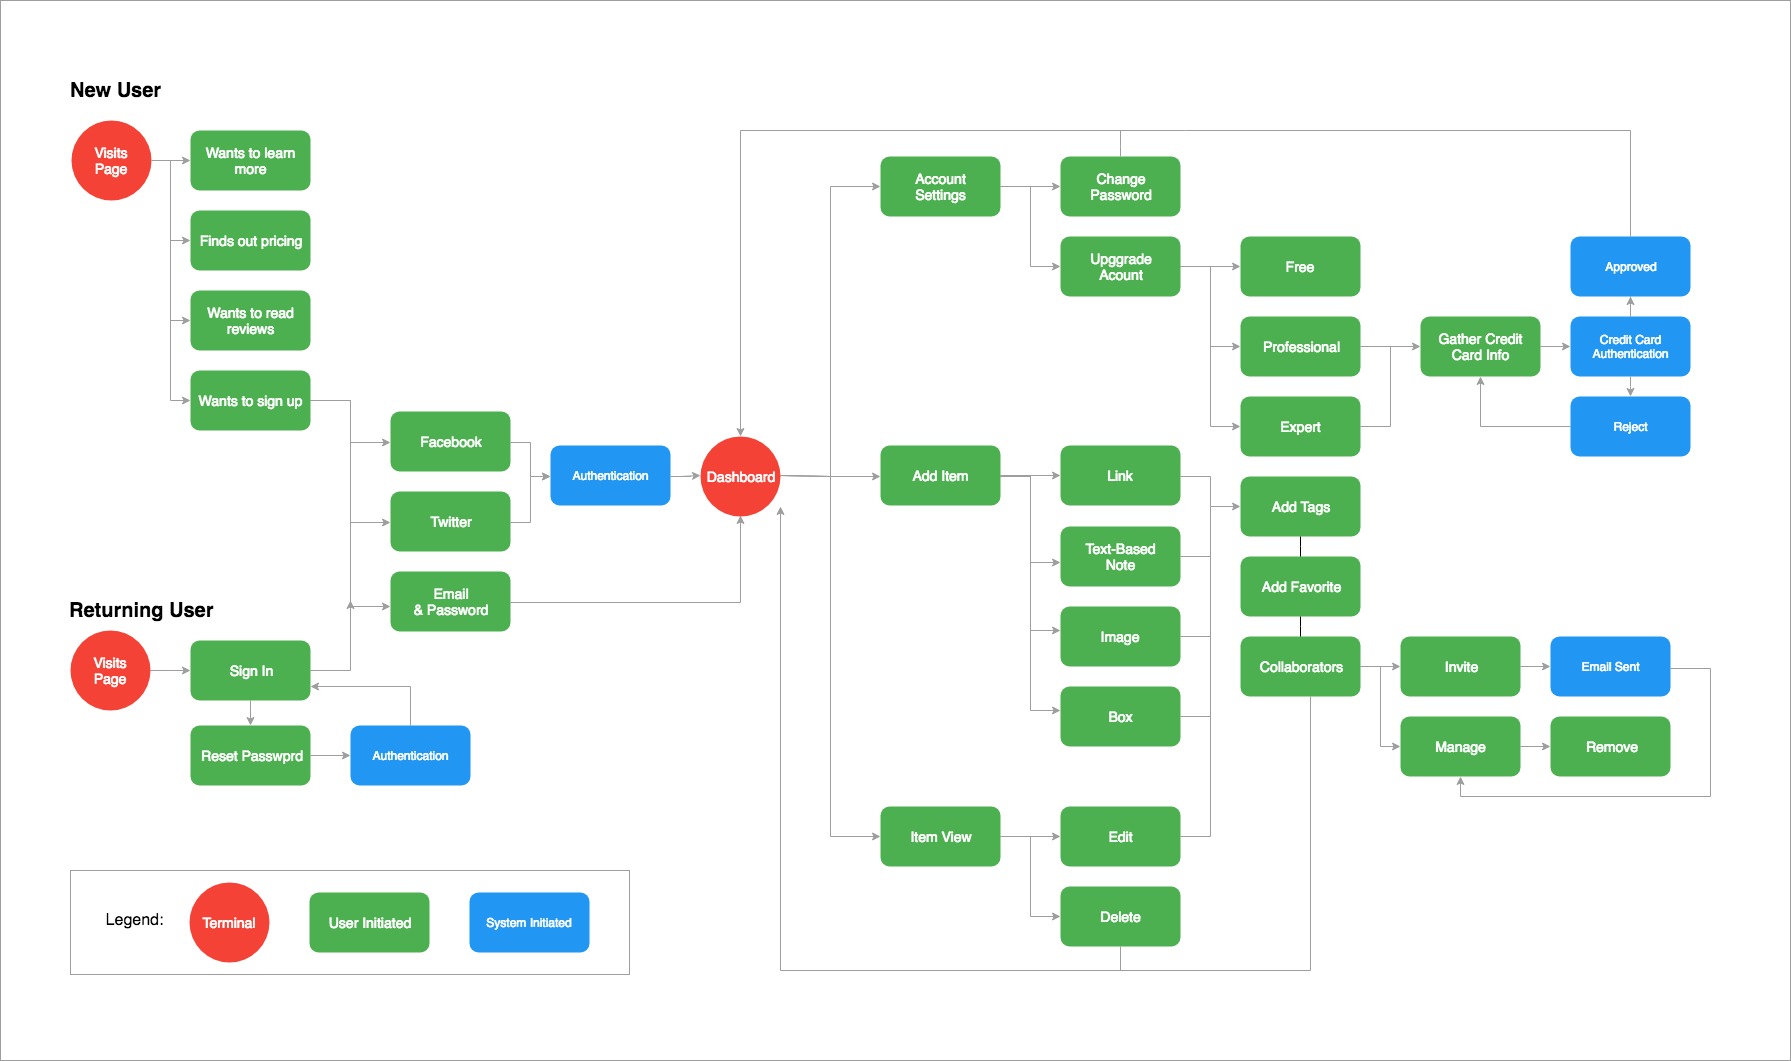 New User
Visits
Page
Wants to learn
more
Finds out pricing
Wants to read
reviews
Wants to sign up
Facebook
Twitter
Email
& Password
Authentication
Dashboard
Returning User
Visits
Page
Sign In
Reset Passwprd
Authentication
Account
Settings
Change
Password
Upggrade
Acount
Free
Professional
Expert
Gather Credit
Card Info
Approved
Credit Card
Authentication
Reject
Add Item
Link
Text-Based
Note
Image
Box
Add Tags
Add Favorite
Collaborators
Invite
Email Sent
Manage
Remove
Item View
Edit
Delete
Legend:
Terminal
User Initiated
System Initiated